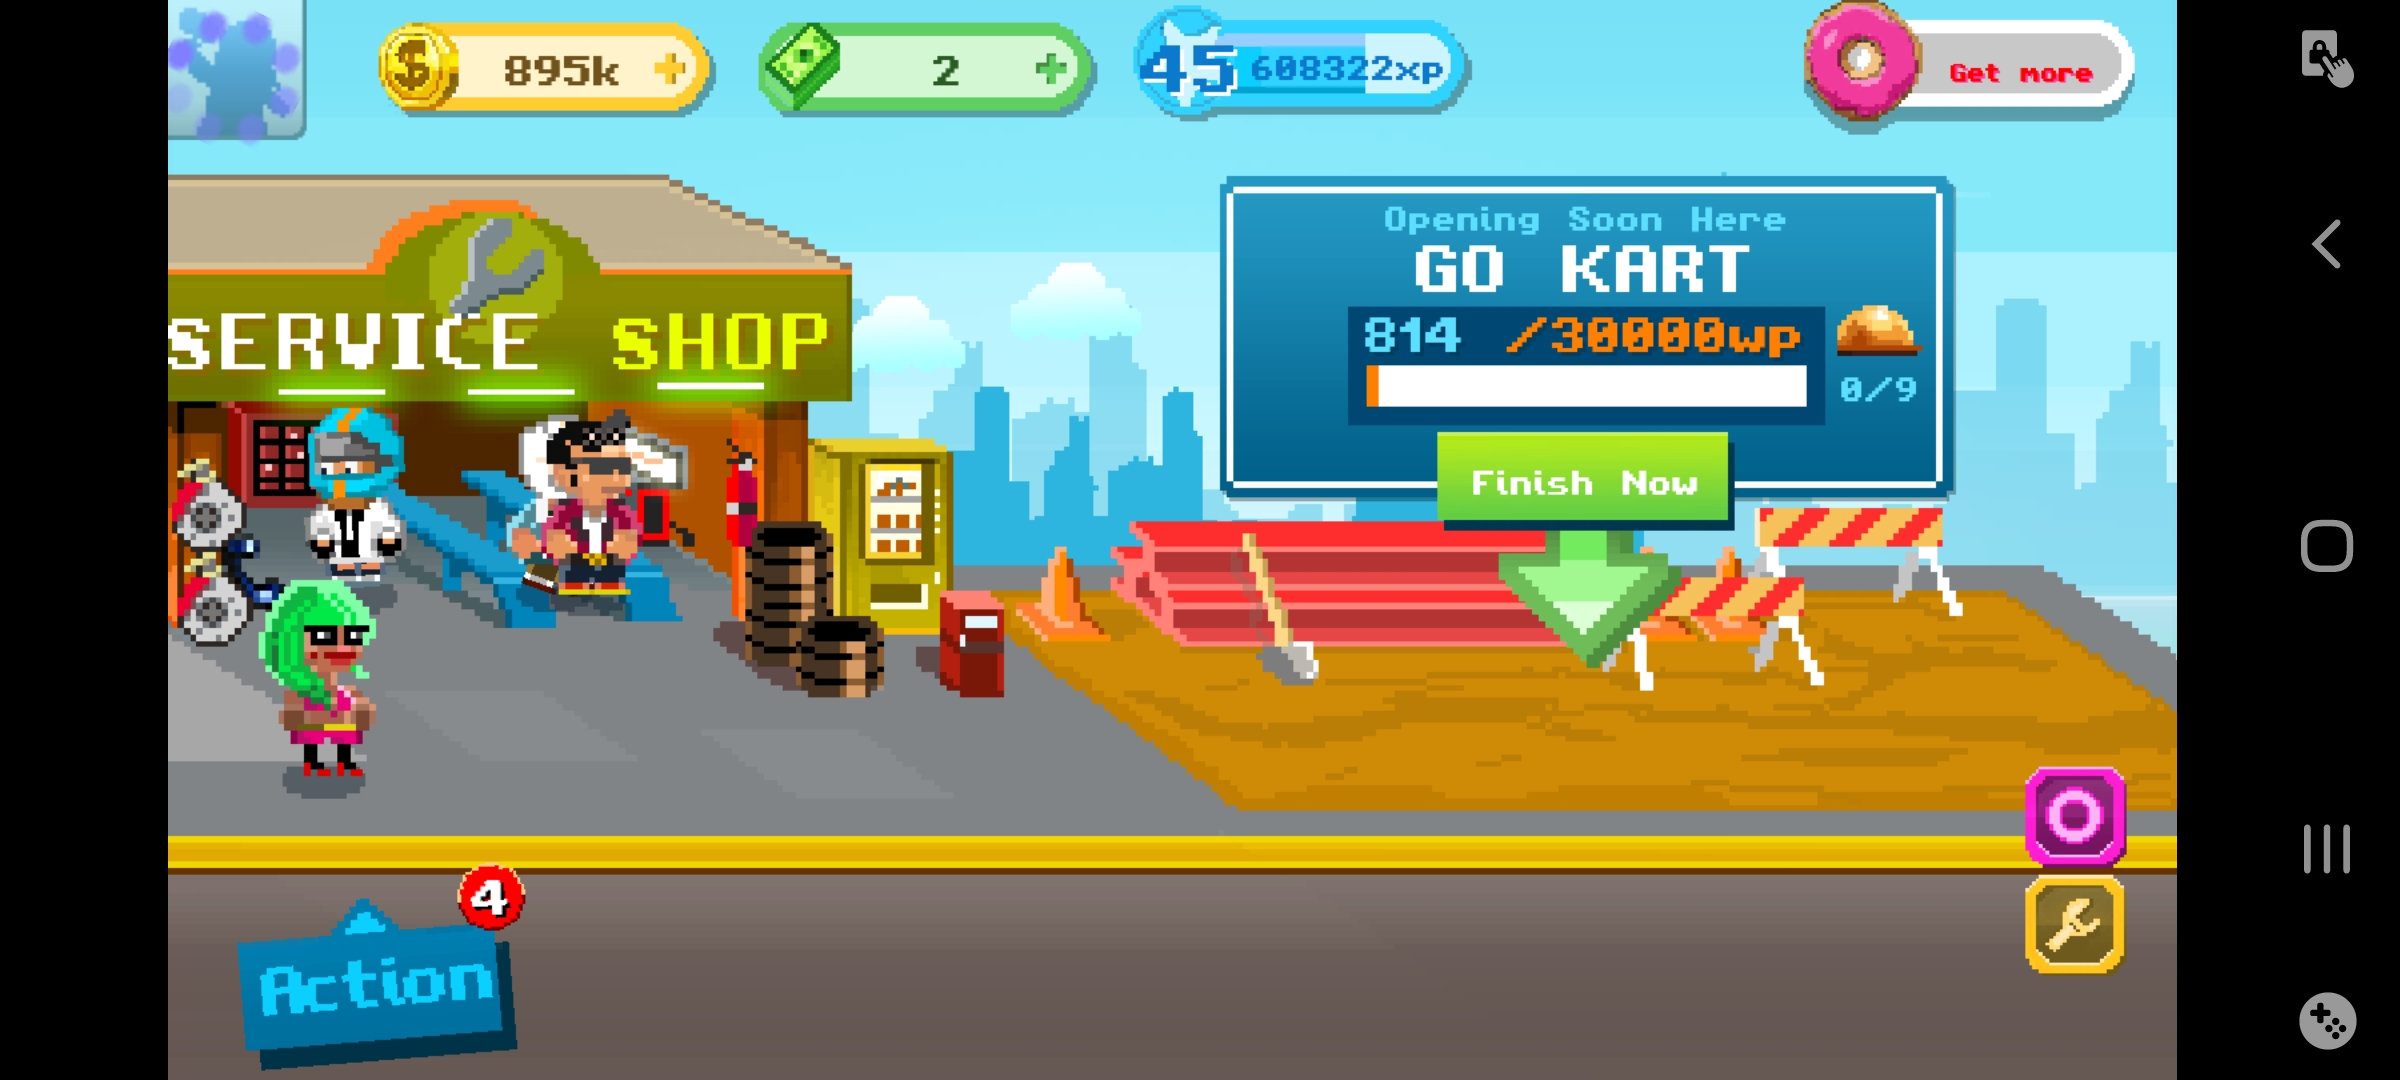 895k
2
45 608322xp
Get more
SERVICE SHOP
Opening Soon Here
GO KART
814 /30000wp
0/9
Finish Now
4
Action